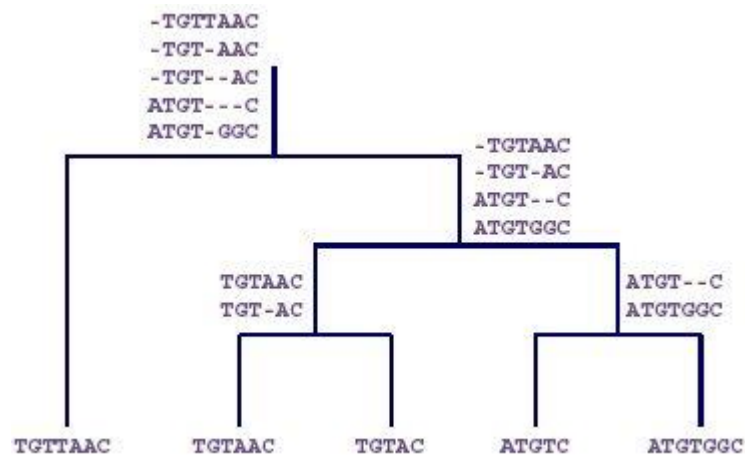 -TGTTAAC
-TGT-AAC
-TGT--AC
ATGT---C
ATGT-GGC
-TGTAAC
-TGT-AC
ATGT--C
ATGTGGC
TGTAAC
TGT-AC
ATGT--C
ATGTGGC
TGTTAAC TGTAAC TGTAC ATGTC ATGTGGC